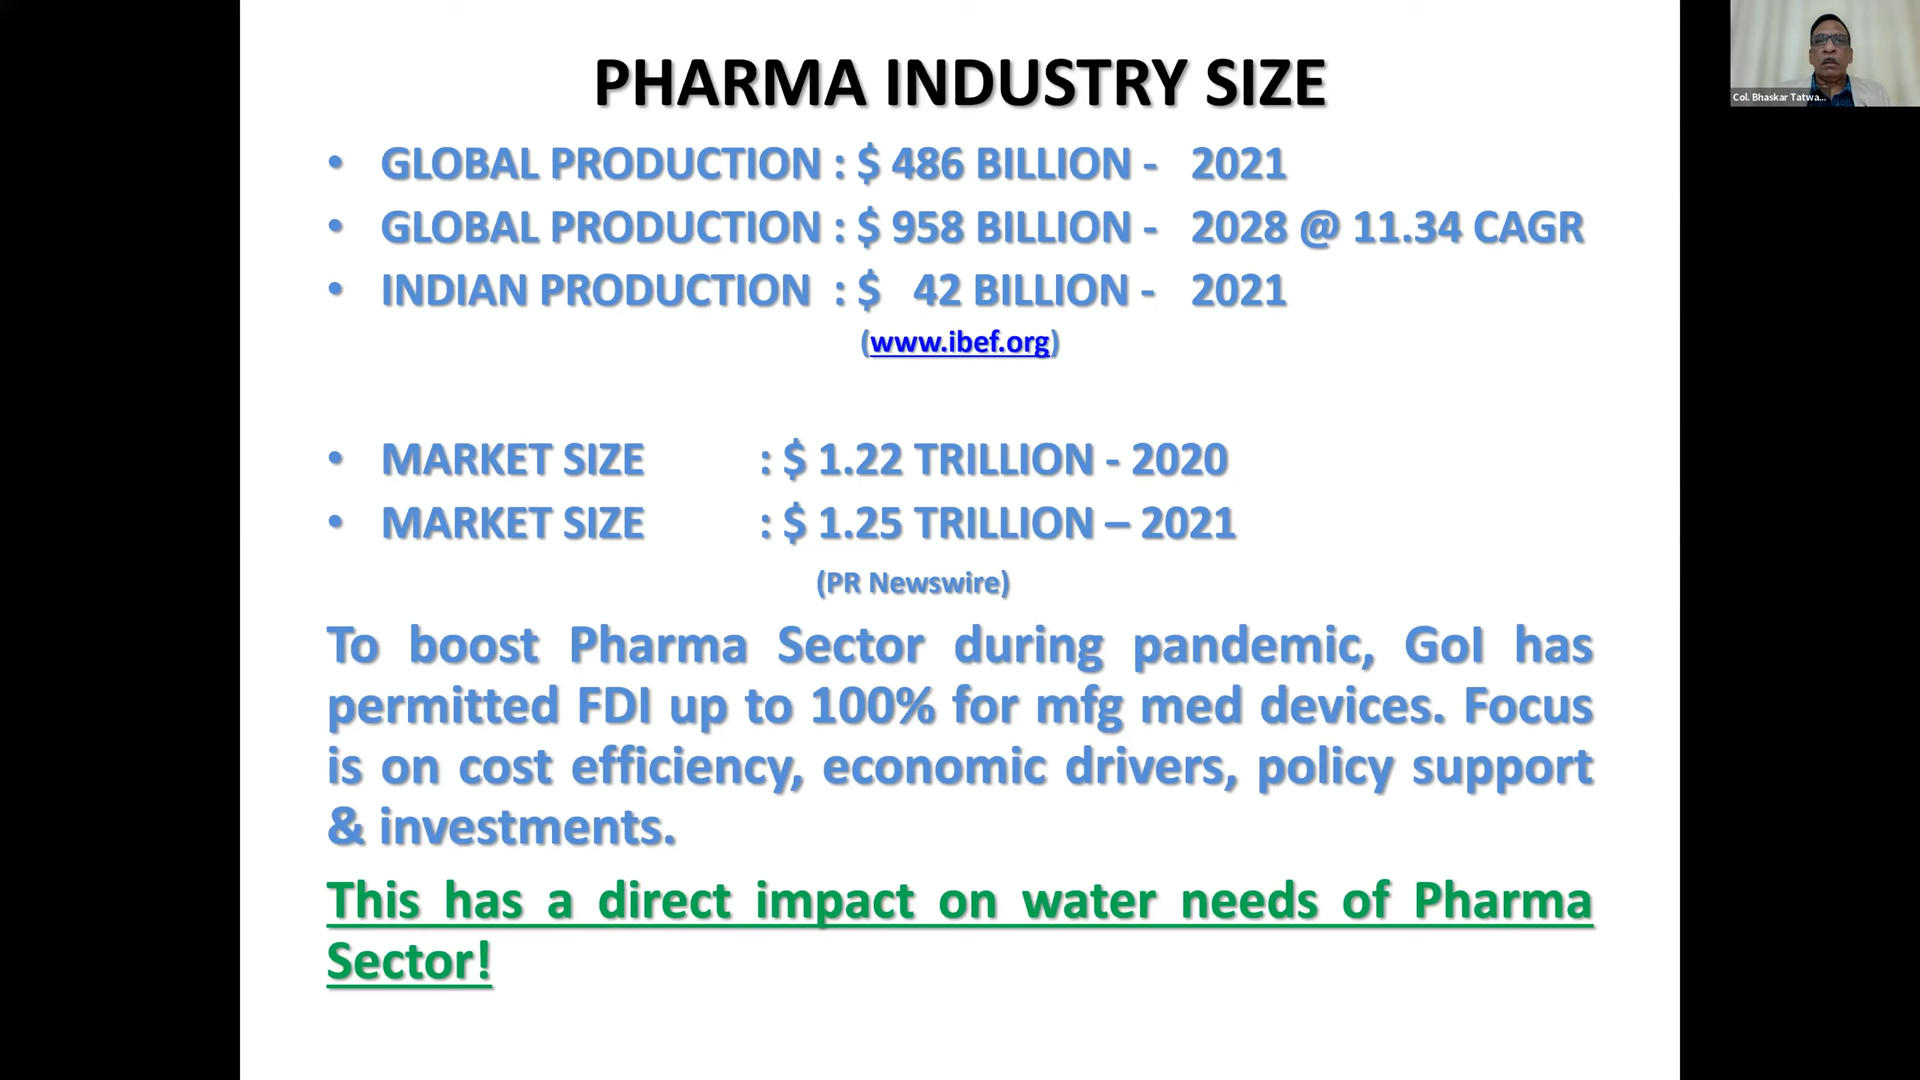 PHARMA INDUSTRY SIZE
Col. Bhaskar Tatwa...
• GLOBAL PRODUCTION : $ 486 BILLION - 2021
• GLOBAL PRODUCTION : $ 958 BILLION - 2028 @ 11.34 CAGR
• INDIAN PRODUCTION : $ 42 BILLION - 2021
(www.ibef.org)
• MARKET SIZE : $ 1.22 TRILLION - 2020
• MARKET SIZE : $ 1.25 TRILLION – 2021
(PR Newswire)
To boost Pharma Sector during pandemic, GoI has
permitted FDI up to 100% for mfg med devices. Focus
is on cost efficiency, economic drivers, policy support
& investments.
This has a direct impact on water needs of Pharma
Sector!